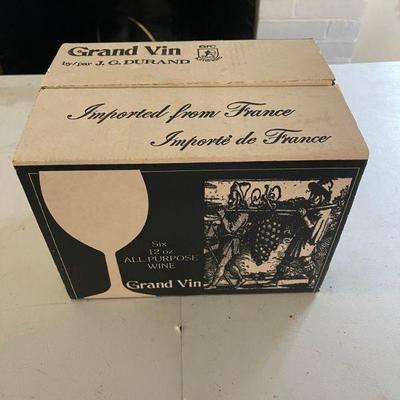 Grand Vin
by/par J. G. DURAND
Imported from France
Importé de France
Six
12 oz
ALL PURPOSE
WINE
Grand Vin